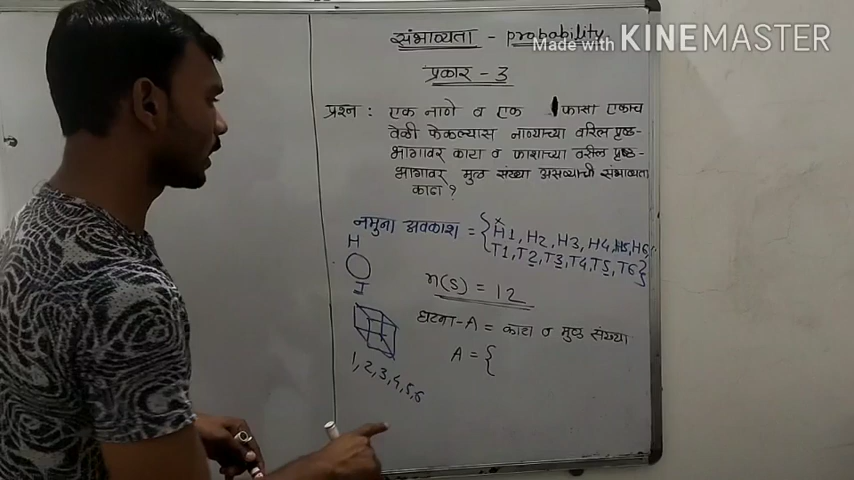 संभाव्यता - probability
Made with KINEMASTER
प्रकार - 3
प्रश्न : एक नाणे व एक फासा एकाच
वेळी फेकल्यास नाण्याच्या वरिल पृष्ठ-
भागावर काटा व फाशाच्या वरील पृष्ठ-
भागावर मुळ संख्या असव्याची संभाव्यता
काढा ?
नमुना अवकाश = { H1, H2, H3, H4, H5, H6,
T1, T2, T3, T4, T5, T6 }
H
T
n(S) = 12
घटना - A = काटा व मुळ संख्या
A = {
1, 2, 3, 4, 5, 6